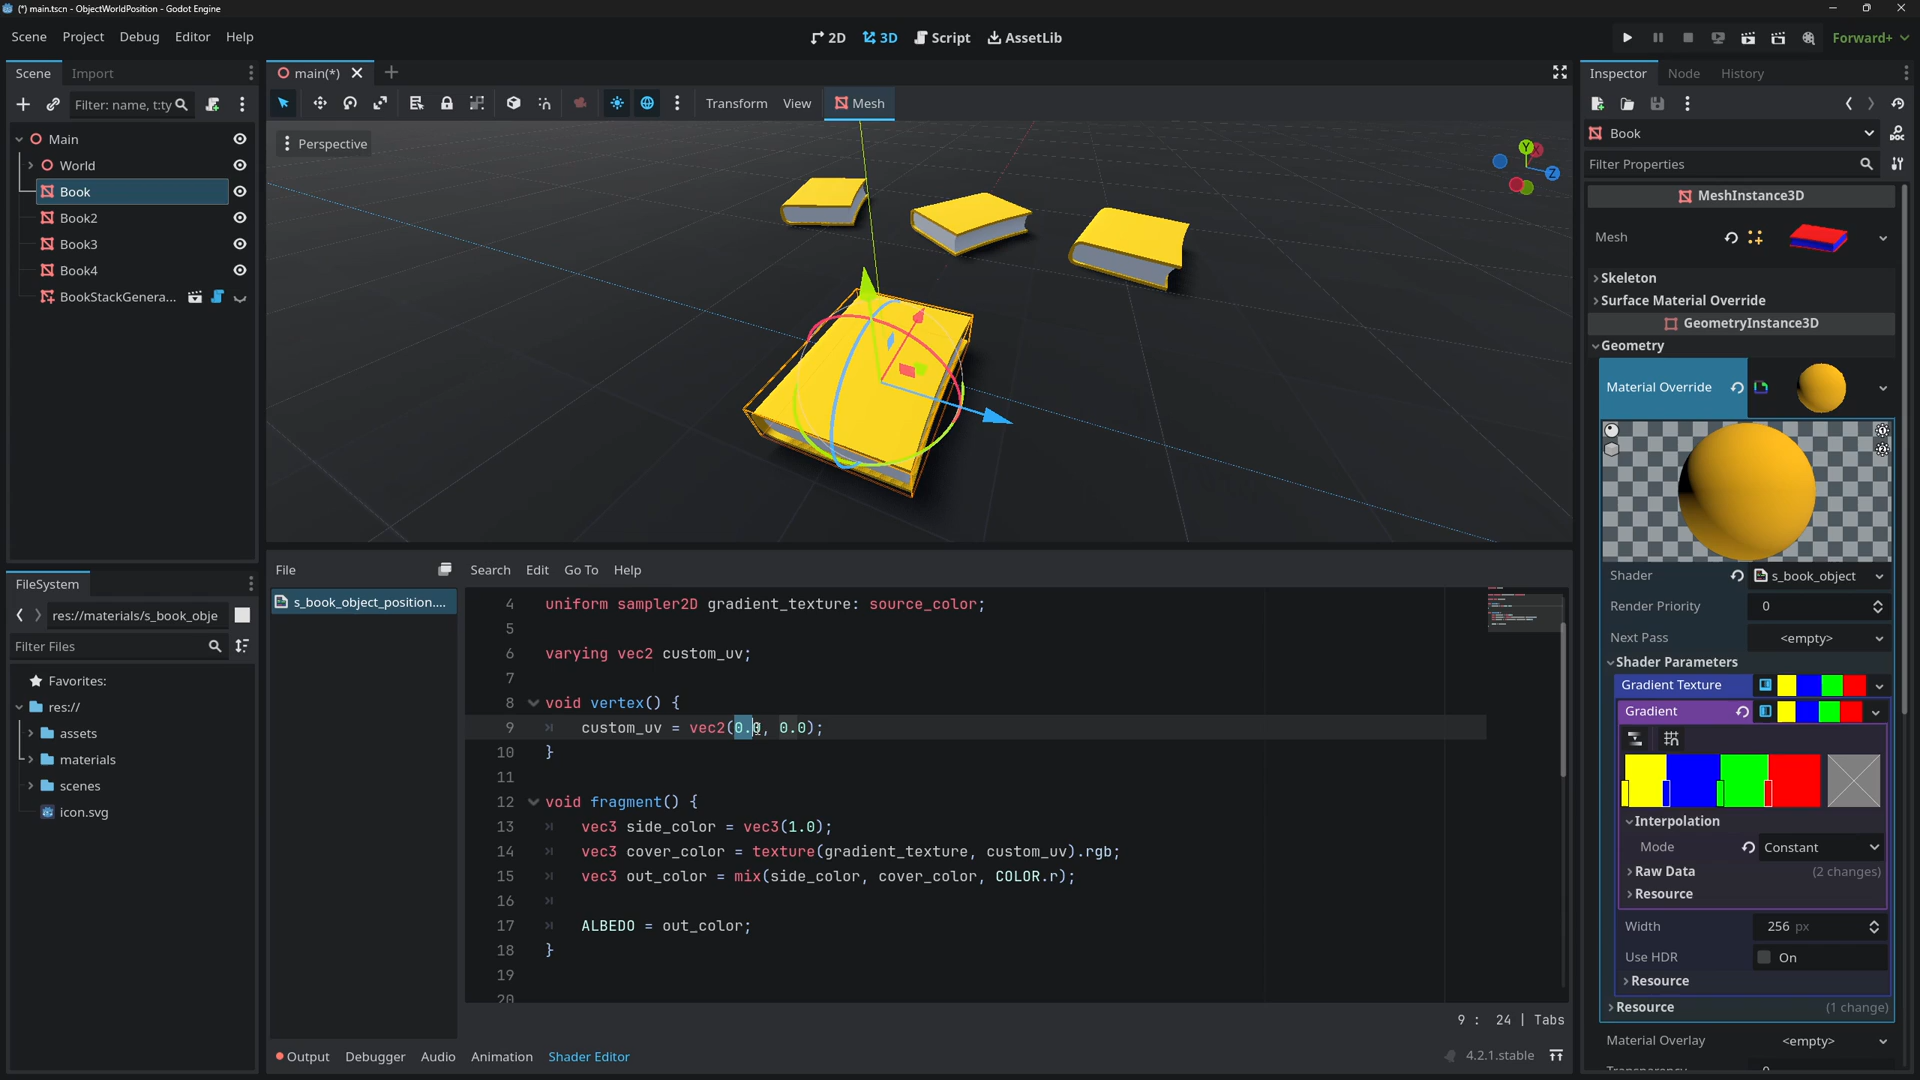 (*) main.tscn - ObjectWorldPosition - Godot Engine
Scene Project Debug Editor Help
2D 3D Script AssetLib
Forward+
Scene Import
main(*)
Inspector Node History
Filter: name, t:ty
Transform View Mesh
Main
World
Book
Book2
Book3
Book4
BookStackGenera...
Perspective
Y
X
Z
Book
Filter Properties
MeshInstance3D
Mesh
Skeleton
Surface Material Override
GeometryInstance3D
Geometry
Material Override
Shader s_book_object
Render Priority 0
Next Pass <empty>
Shader Parameters
Gradient Texture
Gradient
Interpolation
Mode Constant
Raw Data (2 changes)
Resource
Width 256 px
Use HDR On
Resource
Resource (1 change)
Material Overlay <empty>
FileSystem
res://materials/s_book_obje
Filter Files
Favorites:
res://
assets
materials
scenes
icon.svg
File Search Edit Go To Help
s_book_object_position....
4 uniform sampler2D gradient_texture: source_color;
5
6 varying vec2 custom_uv;
7
8 void vertex() {
9 custom_uv = vec2(0.0, 0.0);
10 }
11
12 void fragment() {
13 vec3 side_color = vec3(1.0);
14 vec3 cover_color = texture(gradient_texture, custom_uv).rgb;
15 vec3 out_color = mix(side_color, cover_color, COLOR.r);
16
17 ALBEDO = out_color;
18 }
19
20
9 : 24 | Tabs
Output Debugger Audio Animation Shader Editor
4.2.1.stable